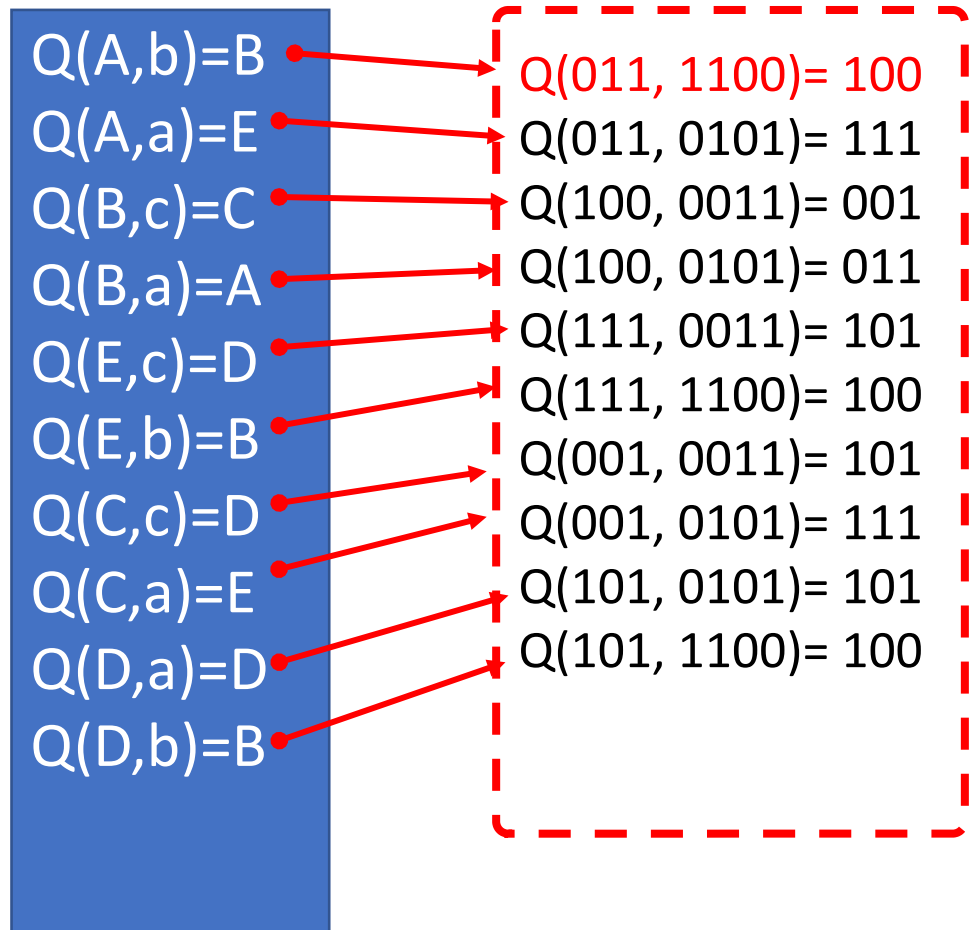 Q(A,b)=B
Q(A,a)=E
Q(B,c)=C
Q(B,a)=A
Q(E,c)=D
Q(E,b)=B
Q(C,c)=D
Q(C,a)=E
Q(D,a)=D
Q(D,b)=B
Q(011, 1100)= 100
Q(011, 0101)= 111
Q(100, 0011)= 001
Q(100, 0101)= 011
Q(111, 0011)= 101
Q(111, 1100)= 100
Q(001, 0011)= 101
Q(001, 0101)= 111
Q(101, 0101)= 101
Q(101, 1100)= 100